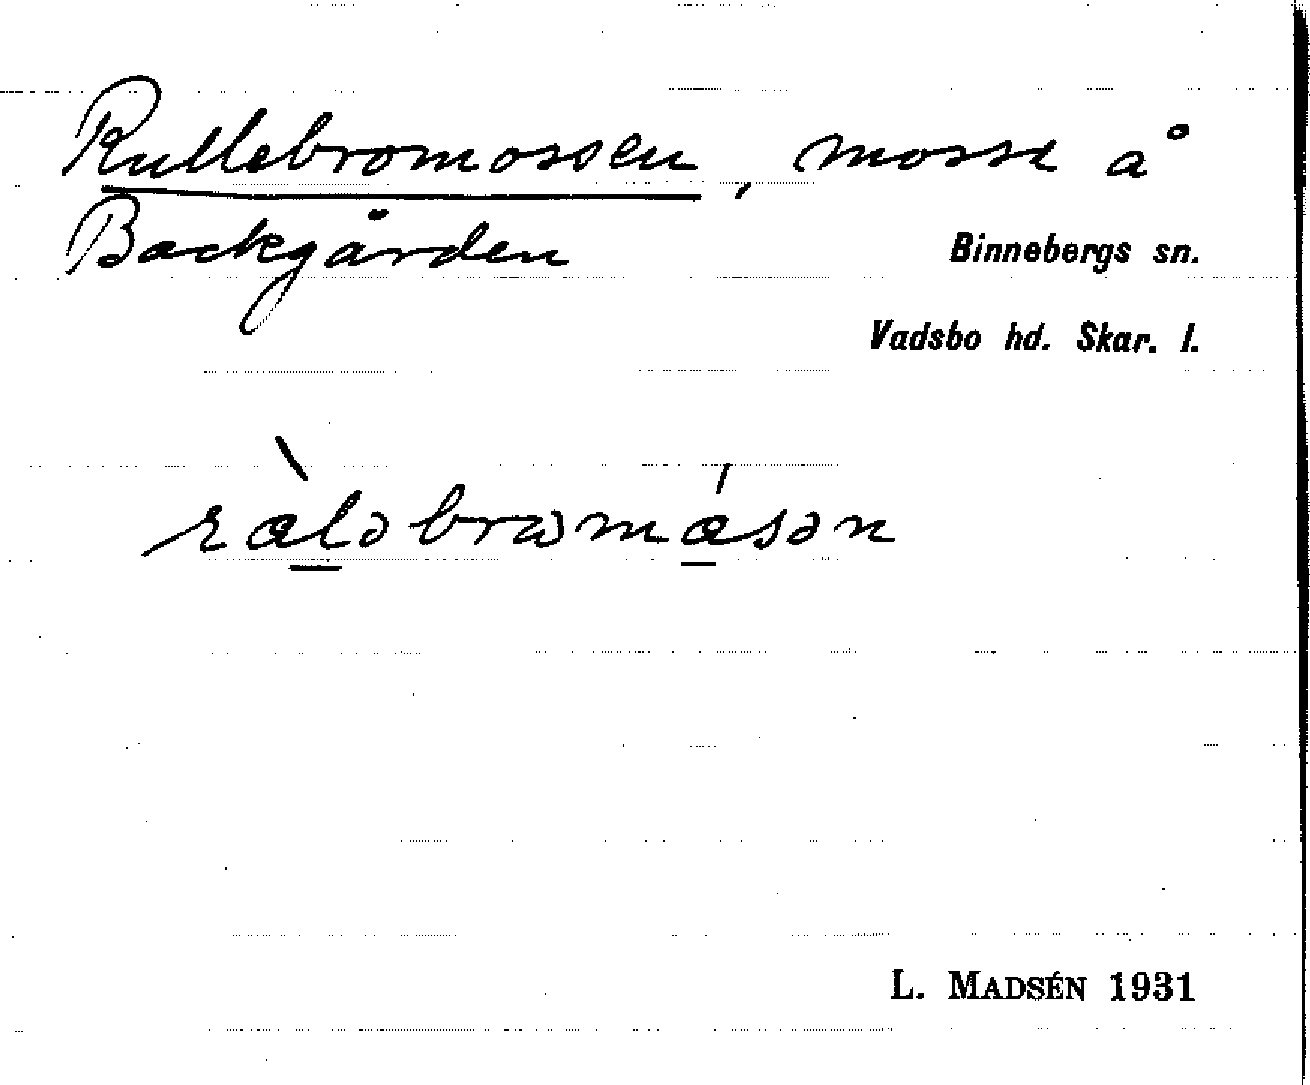 Rullebromossen, mosse å
Backgården
Binnebergs sn.
Vadsbo hd. Skar. l.
L. MADSÉN 1931